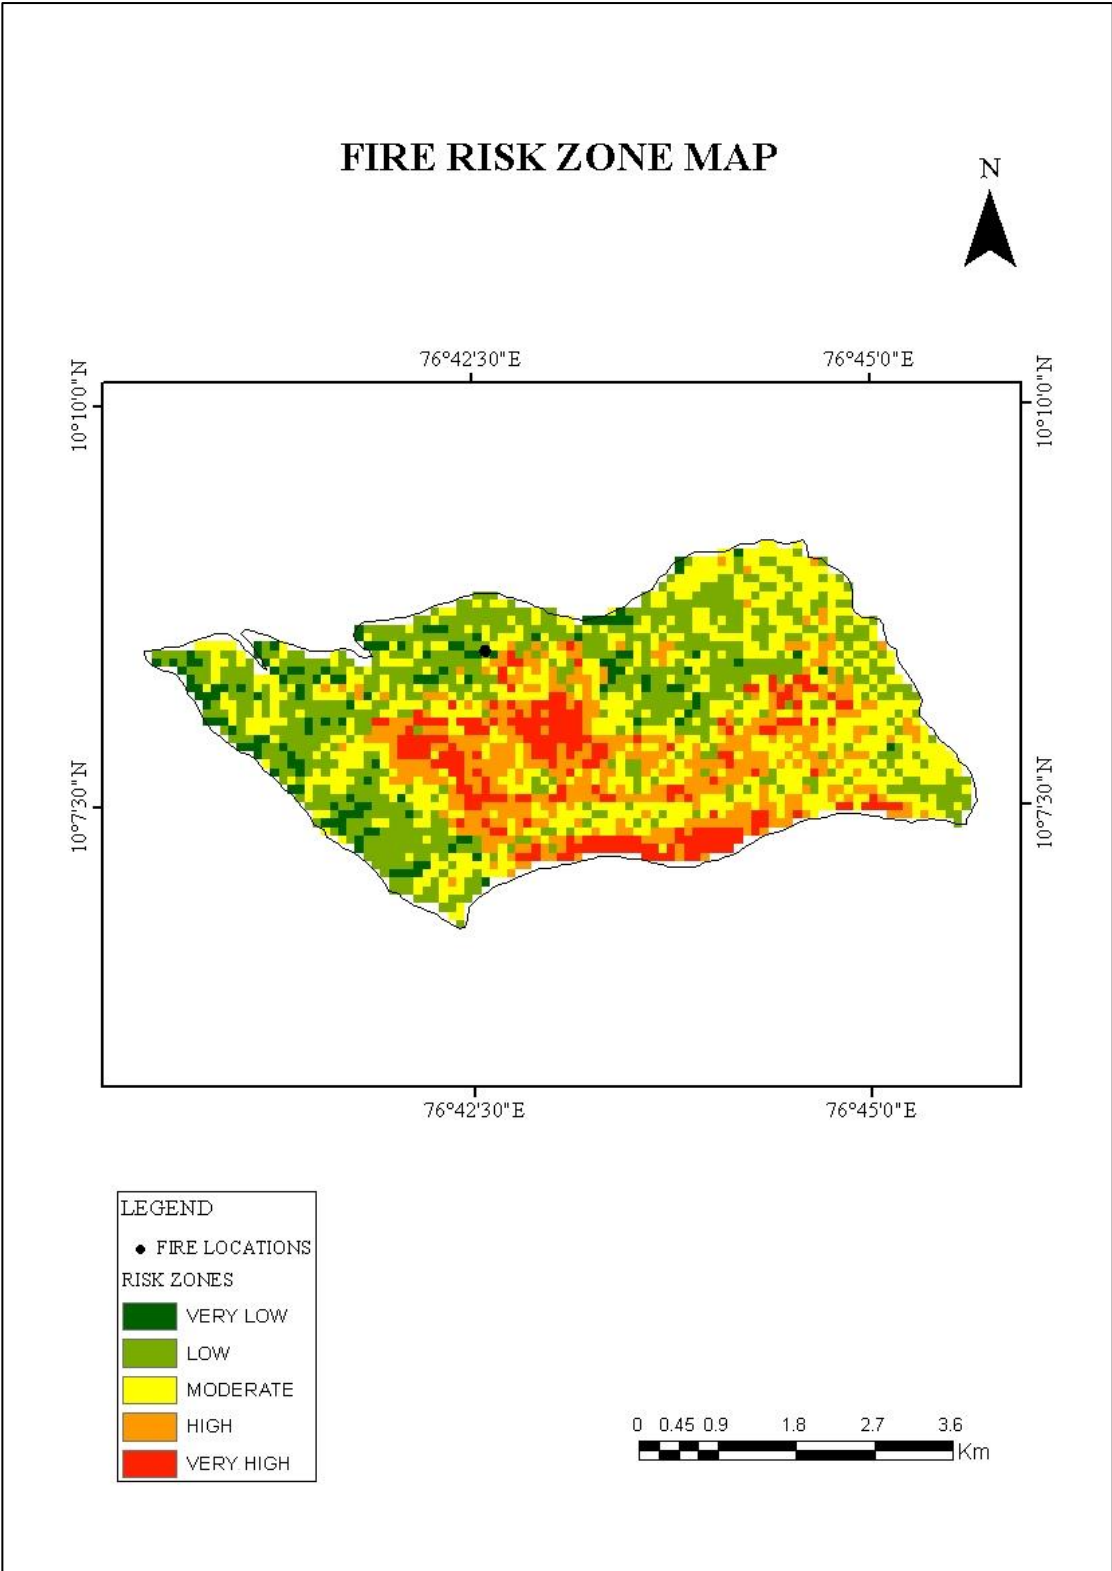 FIRE RISK ZONE MAP
N
76°42'30"E
76°45'0"E
10°10'0"N
10°10'0"N
10°7'30"N
10°7'30"N
76°42'30"E
76°45'0"E
LEGEND
FIRE LOCATIONS
RISK ZONES
VERY LOW
LOW
MODERATE
HIGH
VERY HIGH
0 0.45 0.9 1.8 2.7 3.6
Km